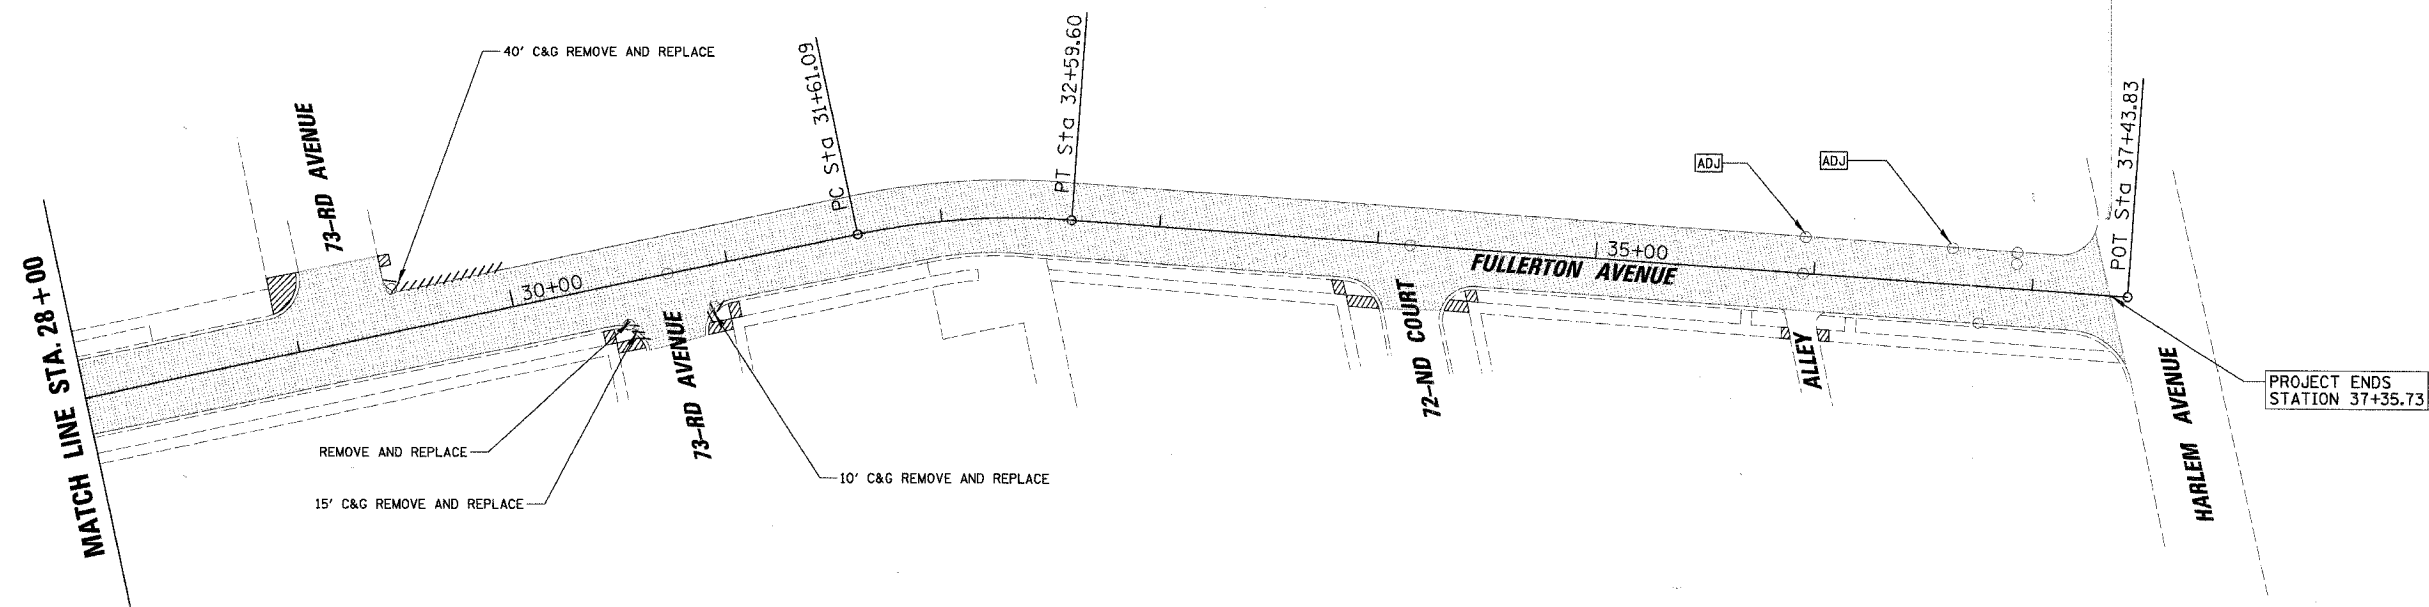 40' C&G REMOVE AND REPLACE
73-RD AVENUE
PC Sta 31+61.09
PT Sta 32+59.60
POT Sta 37+43.83
ADJ
ADJ
MATCH LINE STA. 28+00
30+00
35+00
FULLERTON AVENUE
73-RD AVENUE
72-ND COURT
ALLEY
HARLEM AVENUE
PROJECT ENDS
STATION 37+35.73
REMOVE AND REPLACE
15' C&G REMOVE AND REPLACE
10' C&G REMOVE AND REPLACE